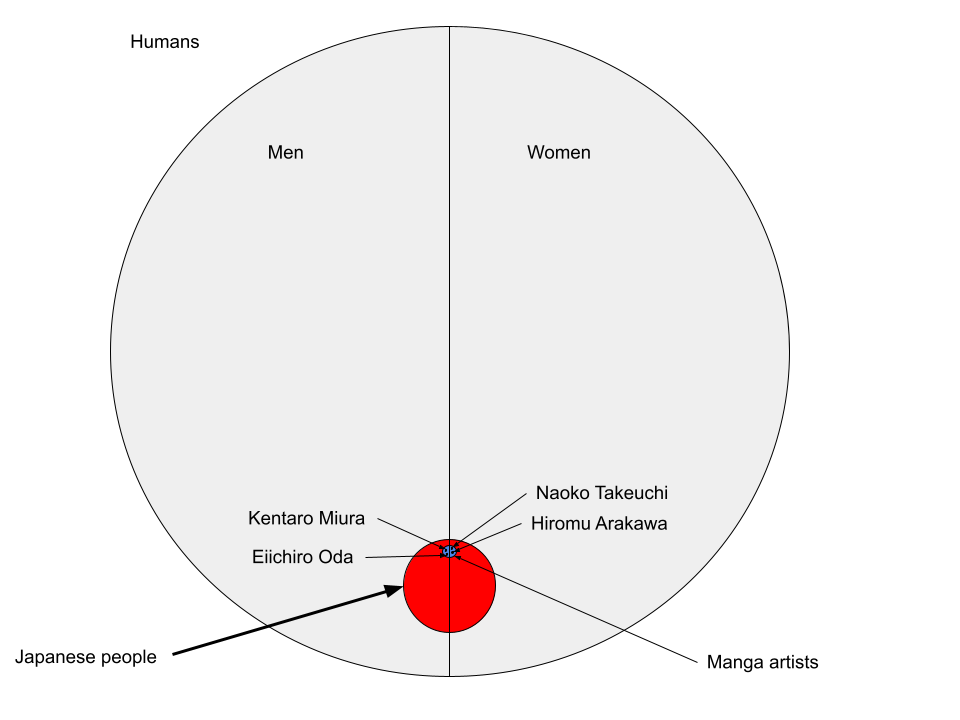 Humans
Men
Women
Naoko Takeuchi
Kentaro Miura
Hiromu Arakawa
Eiichiro Oda
Japanese people
Manga artists